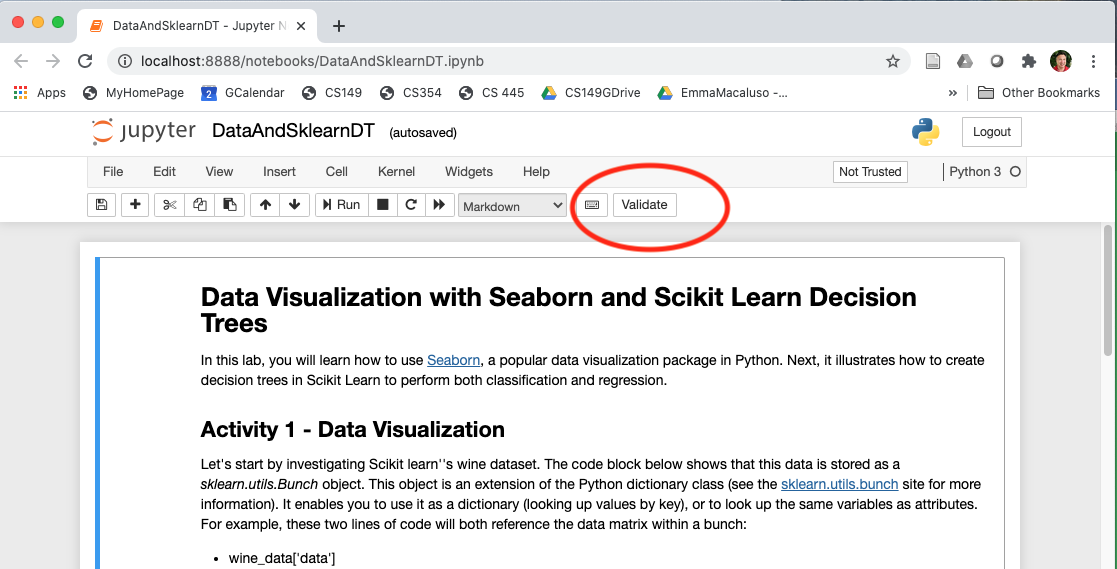 DataAndSklearnDT - Jupyter N
localhost:8888/notebooks/DataAndSklearnDT.ipynb
Apps MyHomePage 2 GCalendar CS149 CS354 CS 445 CS149GDrive EmmaMacaluso -... » Other Bookmarks
jupyter DataAndSklearnDT (autosaved) Logout
File Edit View Insert Cell Kernel Widgets Help Not Trusted Python 3
Run Markdown Validate
Data Visualization with Seaborn and Scikit Learn Decision
Trees
In this lab, you will learn how to use Seaborn, a popular data visualization package in Python. Next, it illustrates how to create
decision trees in Scikit Learn to perform both classification and regression.
Activity 1 - Data Visualization
Let's start by investigating Scikit learn''s wine dataset. The code block below shows that this data is stored as a
sklearn.utils.Bunch object. This object is an extension of the Python dictionary class (see the sklearn.utils.bunch site for more
information). It enables you to use it as a dictionary (looking up values by key), or to look up the same variables as attributes.
For example, these two lines of code will both reference the data matrix within a bunch:
• wine_data['data']